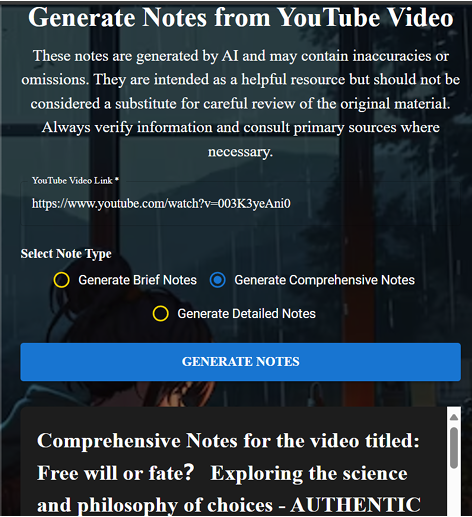 Generate Notes from YouTube Video
These notes are generated by AI and may contain inaccuracies or
omissions. They are intended as a helpful resource but should not be
considered a substitute for careful review of the original material.
Always verify information and consult primary sources where
necessary.
YouTube Video Link *
https://www.youtube.com/watch?v=003K3yeAni0
Select Note Type
Generate Brief Notes Generate Comprehensive Notes
Generate Detailed Notes
GENERATE NOTES
Comprehensive Notes for the video titled:
Free will or fate? Exploring the science
and philosophy of choices - AUTHENTIC